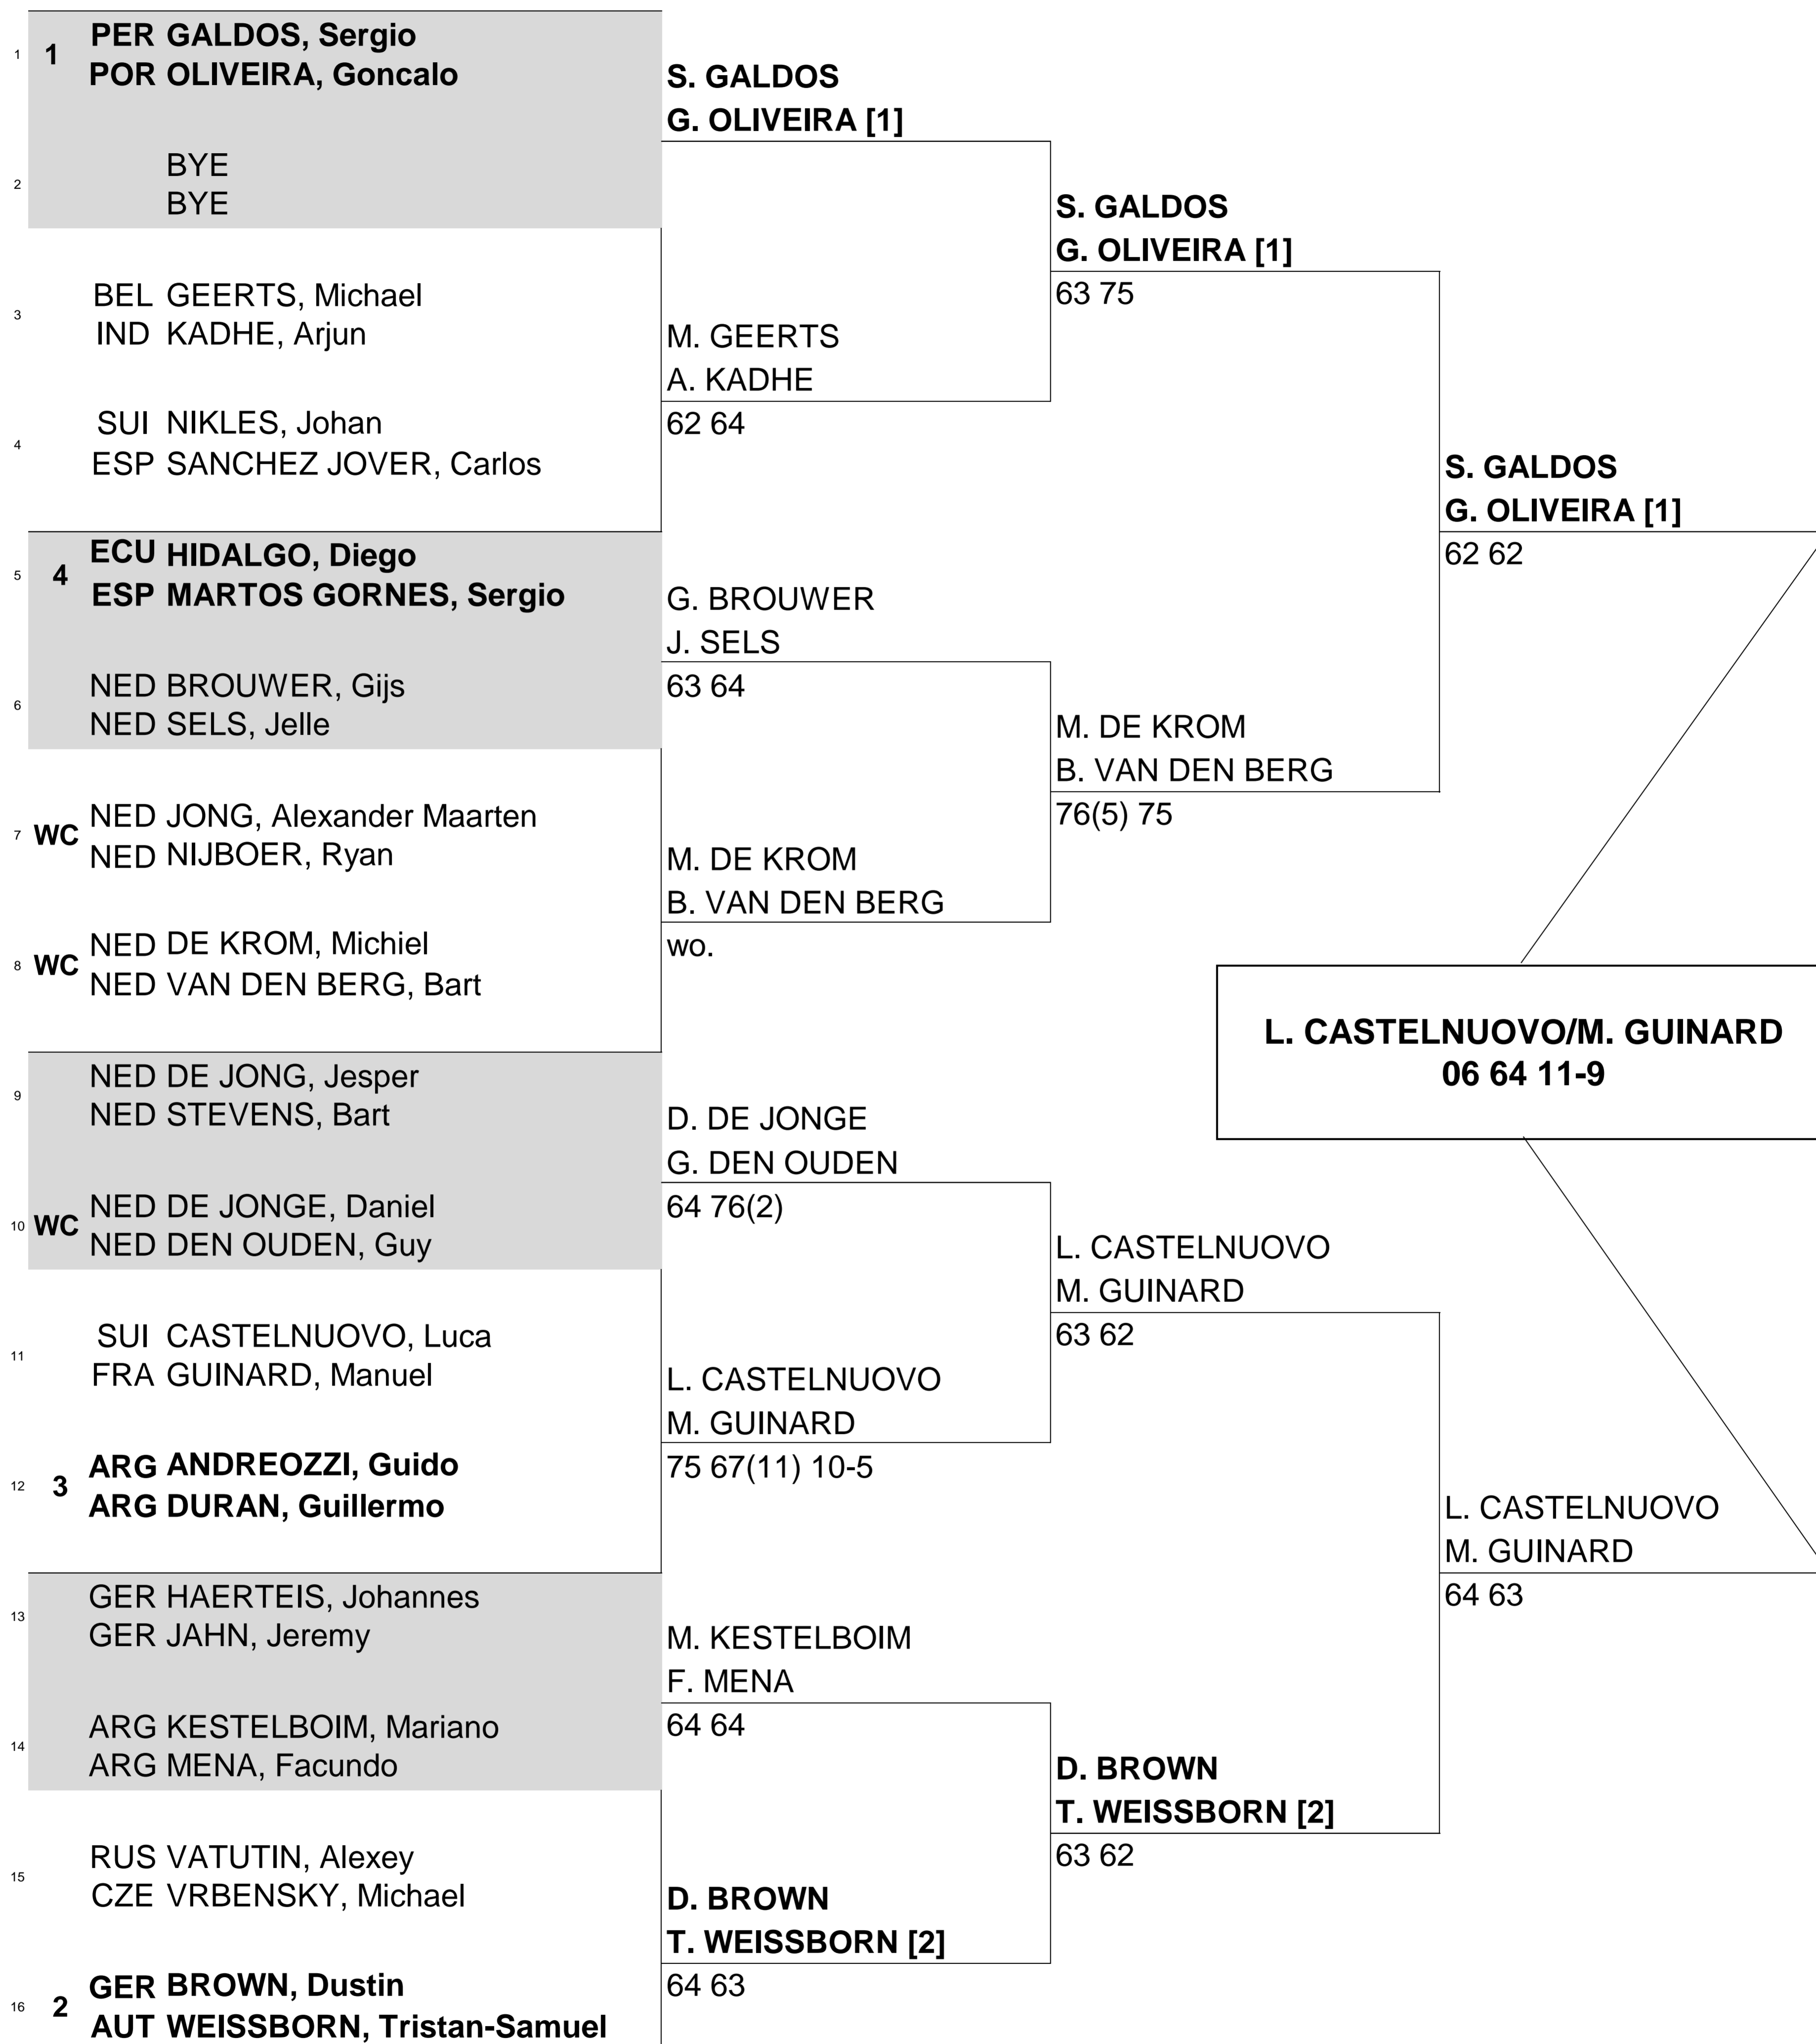 1 1 PER GALDOS, Sergio
POR OLIVEIRA, Goncalo
S. GALDOS
G. OLIVEIRA [1]
2 BYE
BYE
S. GALDOS
G. OLIVEIRA [1]
63 75
3 BEL GEERTS, Michael
IND KADHE, Arjun
M. GEERTS
A. KADHE
62 64
4 SUI NIKLES, Johan
ESP SANCHEZ JOVER, Carlos
S. GALDOS
G. OLIVEIRA [1]
62 62
5 4 ECU HIDALGO, Diego
ESP MARTOS GORNES, Sergio
G. BROUWER
J. SELS
63 64
6 NED BROUWER, Gijs
NED SELS, Jelle
M. DE KROM
B. VAN DEN BERG
76(5) 75
7 WC NED JONG, Alexander Maarten
NED NIJBOER, Ryan
M. DE KROM
B. VAN DEN BERG
wo.
8 WC NED DE KROM, Michiel
NED VAN DEN BERG, Bart
L. CASTELNUOVO/M. GUINARD
06 64 11-9
9 NED DE JONG, Jesper
NED STEVENS, Bart
D. DE JONGE
G. DEN OUDEN
64 76(2)
10 WC NED DE JONGE, Daniel
NED DEN OUDEN, Guy
L. CASTELNUOVO
M. GUINARD
63 62
11 SUI CASTELNUOVO, Luca
FRA GUINARD, Manuel
L. CASTELNUOVO
M. GUINARD
75 67(11) 10-5
12 3 ARG ANDREOZZI, Guido
ARG DURAN, Guillermo
L. CASTELNUOVO
M. GUINARD
64 63
13 GER HAERTEIS, Johannes
GER JAHN, Jeremy
M. KESTELBOIM
F. MENA
64 64
14 ARG KESTELBOIM, Mariano
ARG MENA, Facundo
D. BROWN
T. WEISSBORN [2]
63 62
15 RUS VATUTIN, Alexey
CZE VRBENSKY, Michael
D. BROWN
T. WEISSBORN [2]
64 63
16 2 GER BROWN, Dustin
AUT WEISSBORN, Tristan-Samuel